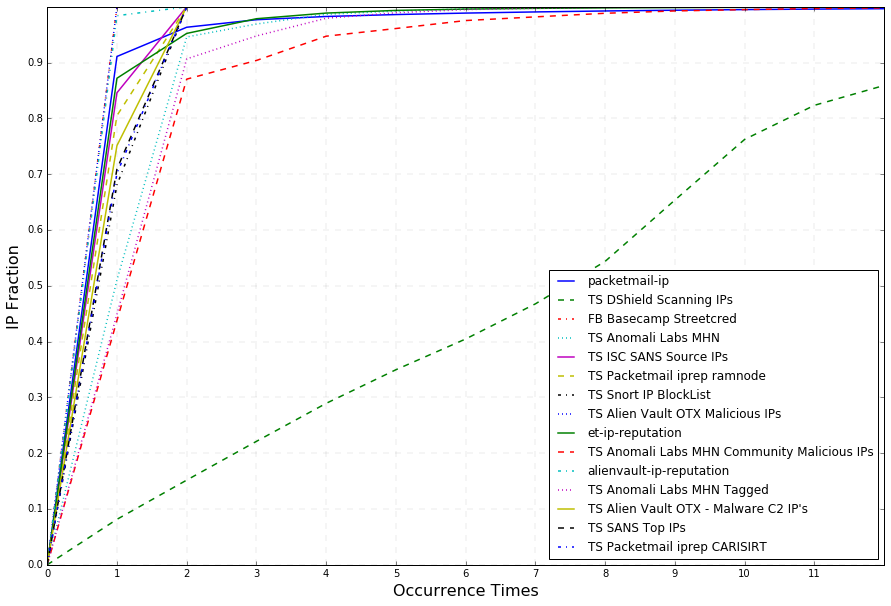 0.9
0.8
0.7
0.6
0.5
0.4
0.3
0.2
0.1
0.0
IP Fraction
0 1 2 3 4 5 6 7 8 9 10 11
Occurrence Times
packetmail-ip
TS DShield Scanning IPs
FB Basecamp Streetcred
TS Anomali Labs MHN
TS ISC SANS Source IPs
TS Packetmail iprep ramnode
TS Snort IP BlockList
TS Alien Vault OTX Malicious IPs
et-ip-reputation
TS Anomali Labs MHN Community Malicious IPs
alienvault-ip-reputation
TS Anomali Labs MHN Tagged
TS Alien Vault OTX - Malware C2 IP's
TS SANS Top IPs
TS Packetmail iprep CARISIRT